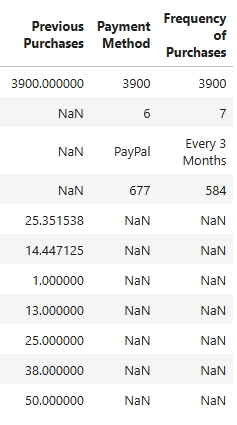 Previous Purchases Payment Method Frequency of Purchases
3900.000000 3900 3900
NaN 6 7
NaN PayPal Every 3 Months
NaN 677 584
25.351538 NaN NaN
14.447125 NaN NaN
1.000000 NaN NaN
13.000000 NaN NaN
25.000000 NaN NaN
38.000000 NaN NaN
50.000000 NaN NaN